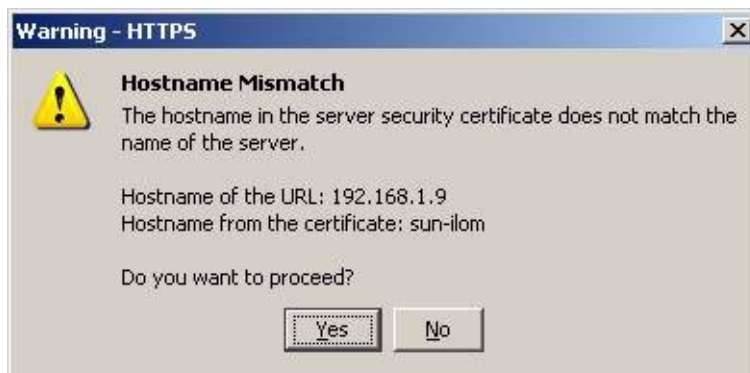 Warning - HTTPS
Hostname Mismatch
The hostname in the server security certificate does not match the
name of the server.
Hostname of the URL: 192.168.1.9
Hostname from the certificate: sun-ilom
Do you want to proceed?
Yes No